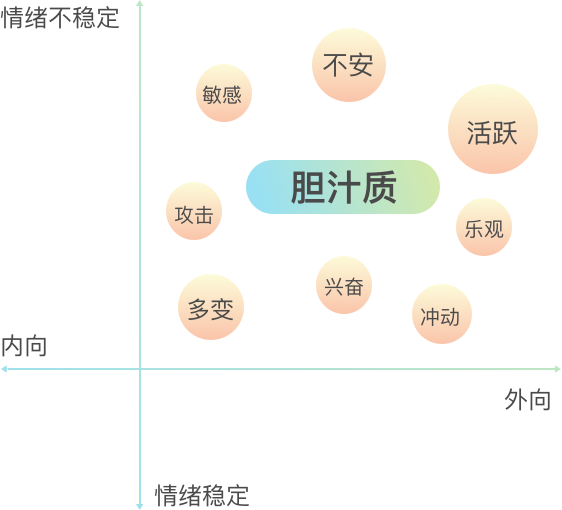 情绪不稳定
不安
敏感
活跃
胆汁质
攻击
乐观
兴奋
多变
冲动
内向
外向
情绪稳定